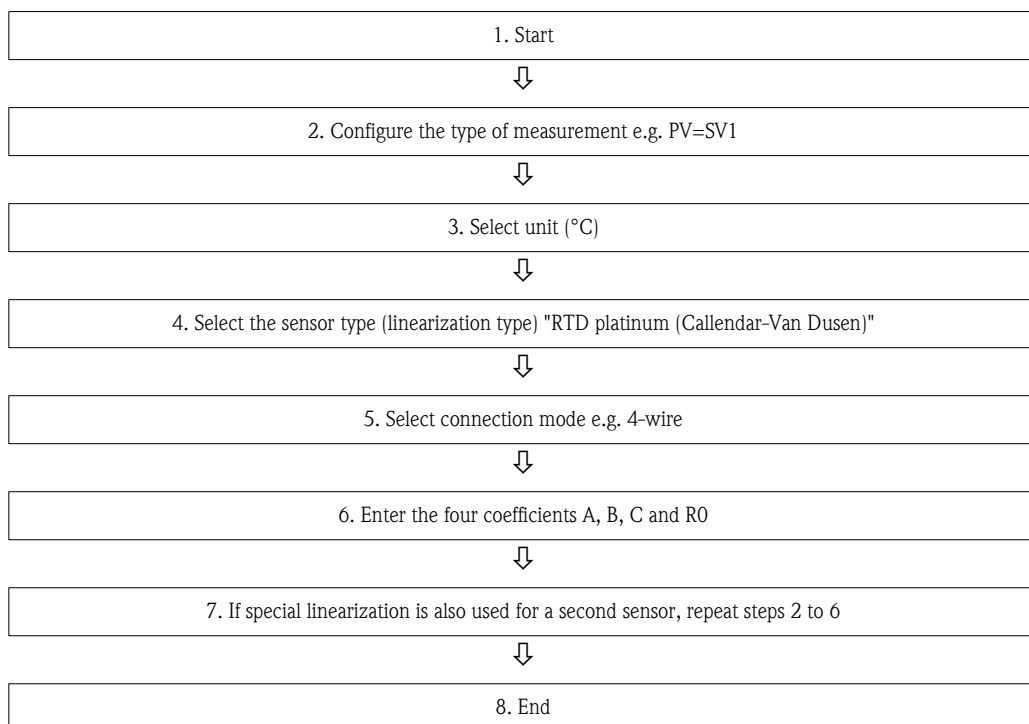 1. Start
2. Configure the type of measurement e.g. PV=SV1
3. Select unit (°C)
4. Select the sensor type (linearization type) "RTD platinum (Callendar-Van Dusen)"
5. Select connection mode e.g. 4-wire
6. Enter the four coefficients A, B, C and R0
7. If special linearization is also used for a second sensor, repeat steps 2 to 6
8. End